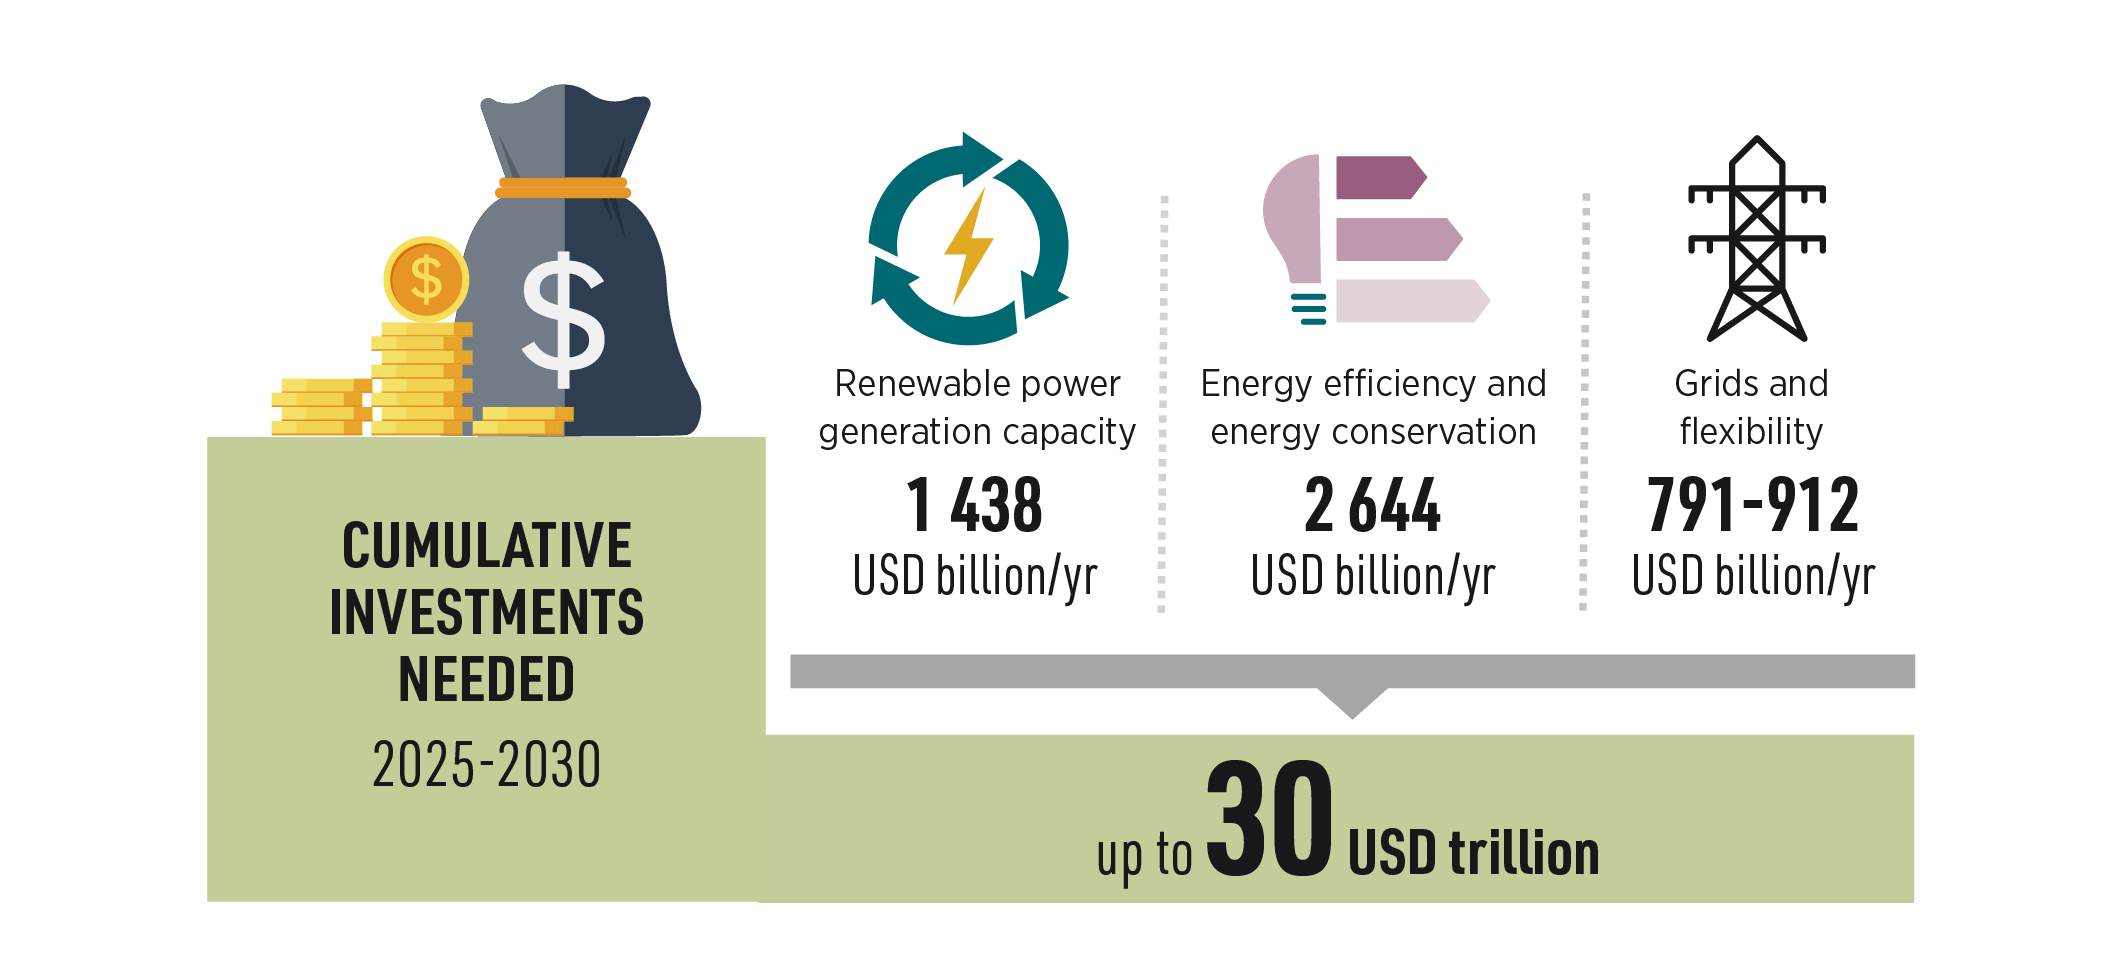 $
$
CUMULATIVE
INVESTMENTS
NEEDED
2025-2030
Renewable power
generation capacity
1 438
USD billion/yr
Energy efficiency and
energy conservation
2 644
USD billion/yr
Grids and
flexibility
791-912
USD billion/yr
up to 30 USD trillion